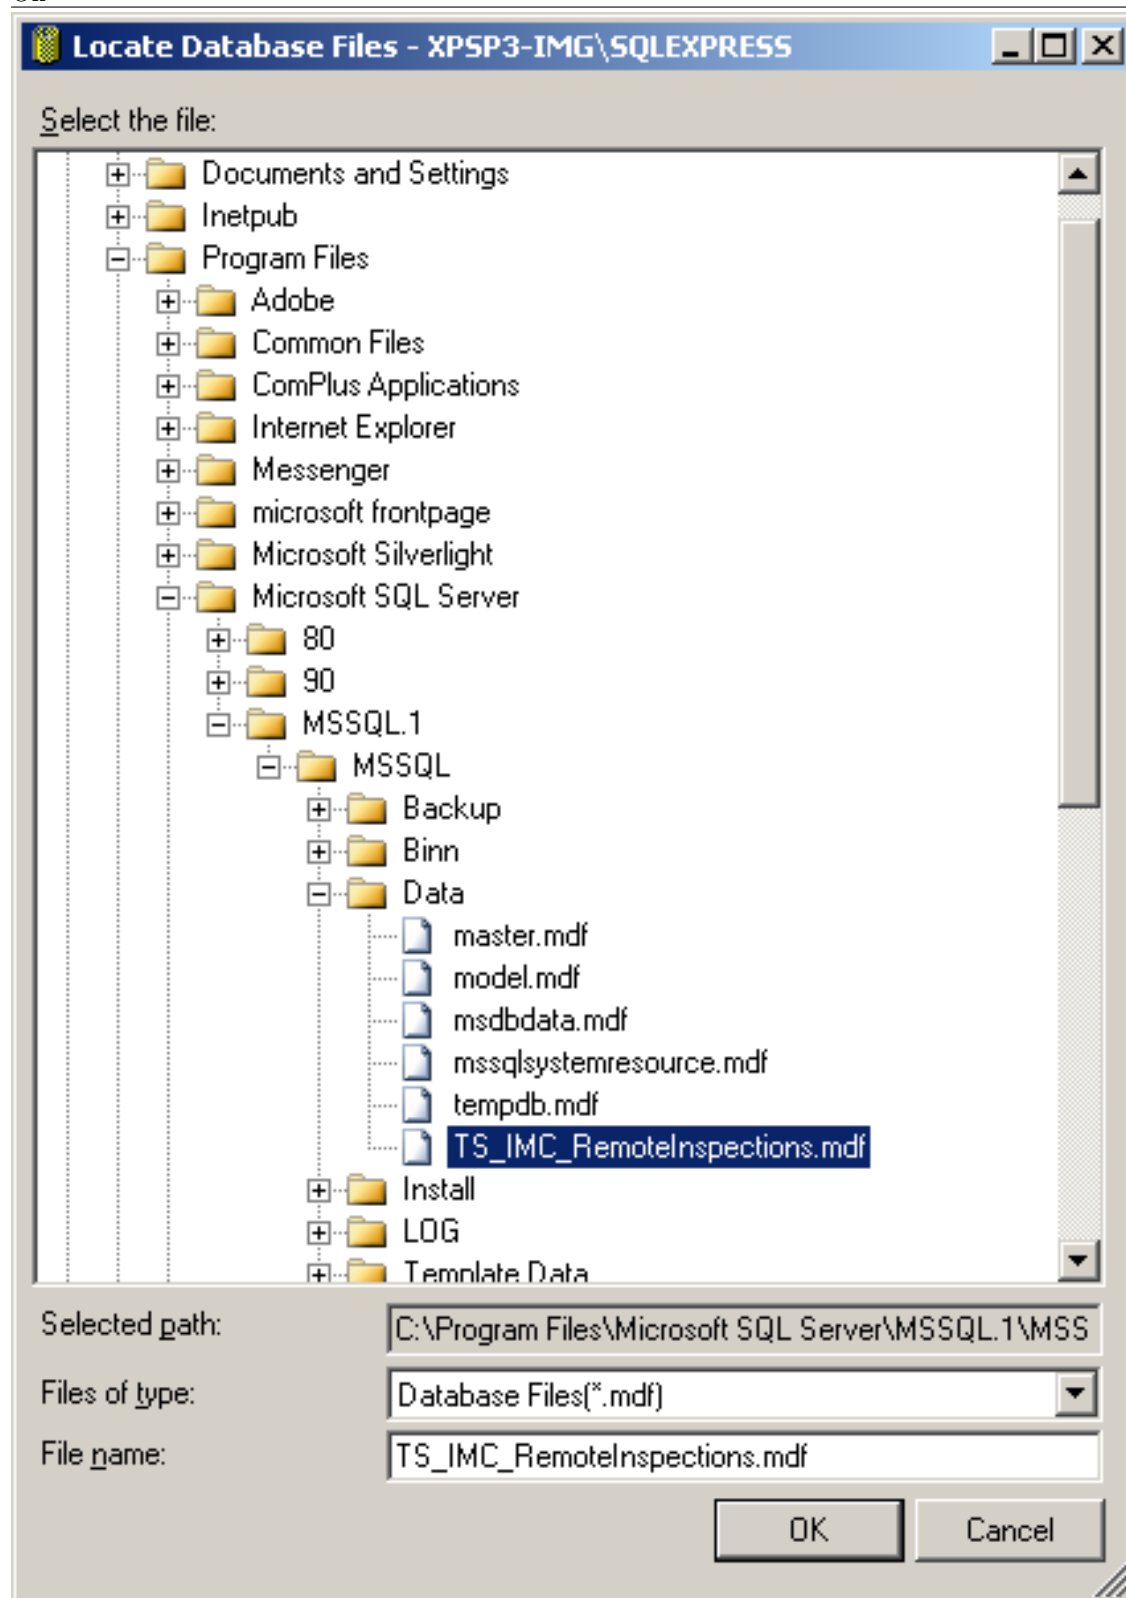 Locate Database Files - XPSP3-IMG\SQLEXPRESS
Select the file:
Documents and Settings
Inetpub
Program Files
Adobe
Common Files
ComPlus Applications
Internet Explorer
Messenger
microsoft frontpage
Microsoft Silverlight
Microsoft SQL Server
80
90
MSSQL.1
MSSQL
Backup
Binn
Data
master.mdf
model.mdf
msdbdata.mdf
mssqlsystemresource.mdf
tempdb.mdf
TS_IMC_RemoteInspections.mdf
Install
LOG
Template Data
Selected path: C:\Program Files\Microsoft SQL Server\MSSQL.1\MSS
Files of type: Database Files(*.mdf)
File name: TS_IMC_RemoteInspections.mdf
OK Cancel